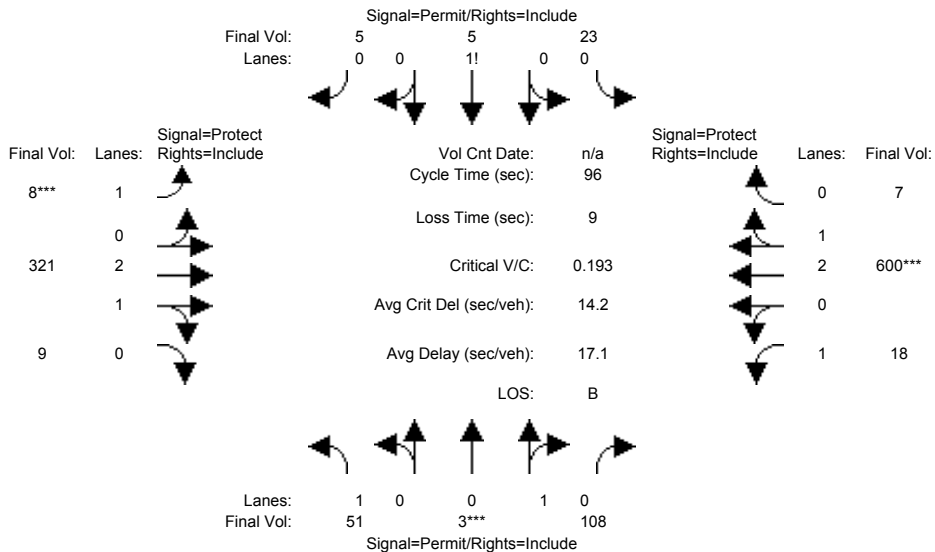 Signal=Permit/Rights=Include
Final Vol: 5 5 23
Lanes: 0 0 1! 0 0
Signal=Protect
Final Vol: Lanes: Rights=Include
Vol Cnt Date: n/a
Signal=Protect
Rights=Include Lanes: Final Vol:
Cycle Time (sec): 96
8*** 1
0 7
Loss Time (sec): 9
0
1
321 2
Critical V/C: 0.193
2 600***
1
Avg Crit Del (sec/veh): 14.2
0
9 0
Avg Delay (sec/veh): 17.1
1 18
LOS: B
Lanes: 1 0 0 1 0
Final Vol: 51 3*** 108
Signal=Permit/Rights=Include